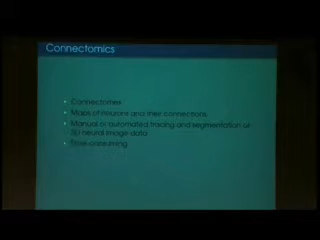 Connectomics
• Connectomes
• Maps of neurons and their connections
• Manual or automated tracing and segmentation of
3D neural image data
• Time-consuming